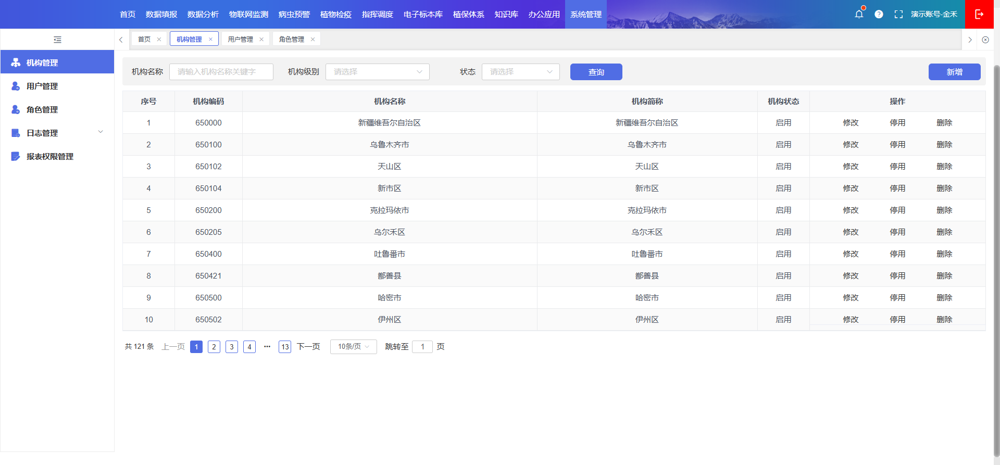 首页 数据填报 数据分析 物联网监测 病虫预警 植物检疫 指挥调度 电子标本库 植保体系 知识库 办公应用 系统管理 演示账号-金禾
首页 机构管理 用户管理 角色管理
机构管理
用户管理
角色管理
日志管理
报表权限管理
机构名称 请输入机构名称关键字 机构级别 请选择 状态 请选择 查询 新增
序号 机构编码 机构名称 机构简称 机构状态 操作
1 650000 新疆维吾尔自治区 新疆维吾尔自治区 启用 修改 停用 删除
2 650100 乌鲁木齐市 乌鲁木齐市 启用 修改 停用 删除
3 650102 天山区 天山区 启用 修改 停用 删除
4 650104 新市区 新市区 启用 修改 停用 删除
5 650200 克拉玛依市 克拉玛依市 启用 修改 停用 删除
6 650205 乌尔禾区 乌尔禾区 启用 修改 停用 删除
7 650400 吐鲁番市 吐鲁番市 启用 修改 停用 删除
8 650421 鄯善县 鄯善县 启用 修改 停用 删除
9 650500 哈密市 哈密市 启用 修改 停用 删除
10 650502 伊州区 伊州区 启用 修改 停用 删除
共 121 条 上一页 1 2 3 4 ••• 13 下一页 10条/页 跳转至 1 页